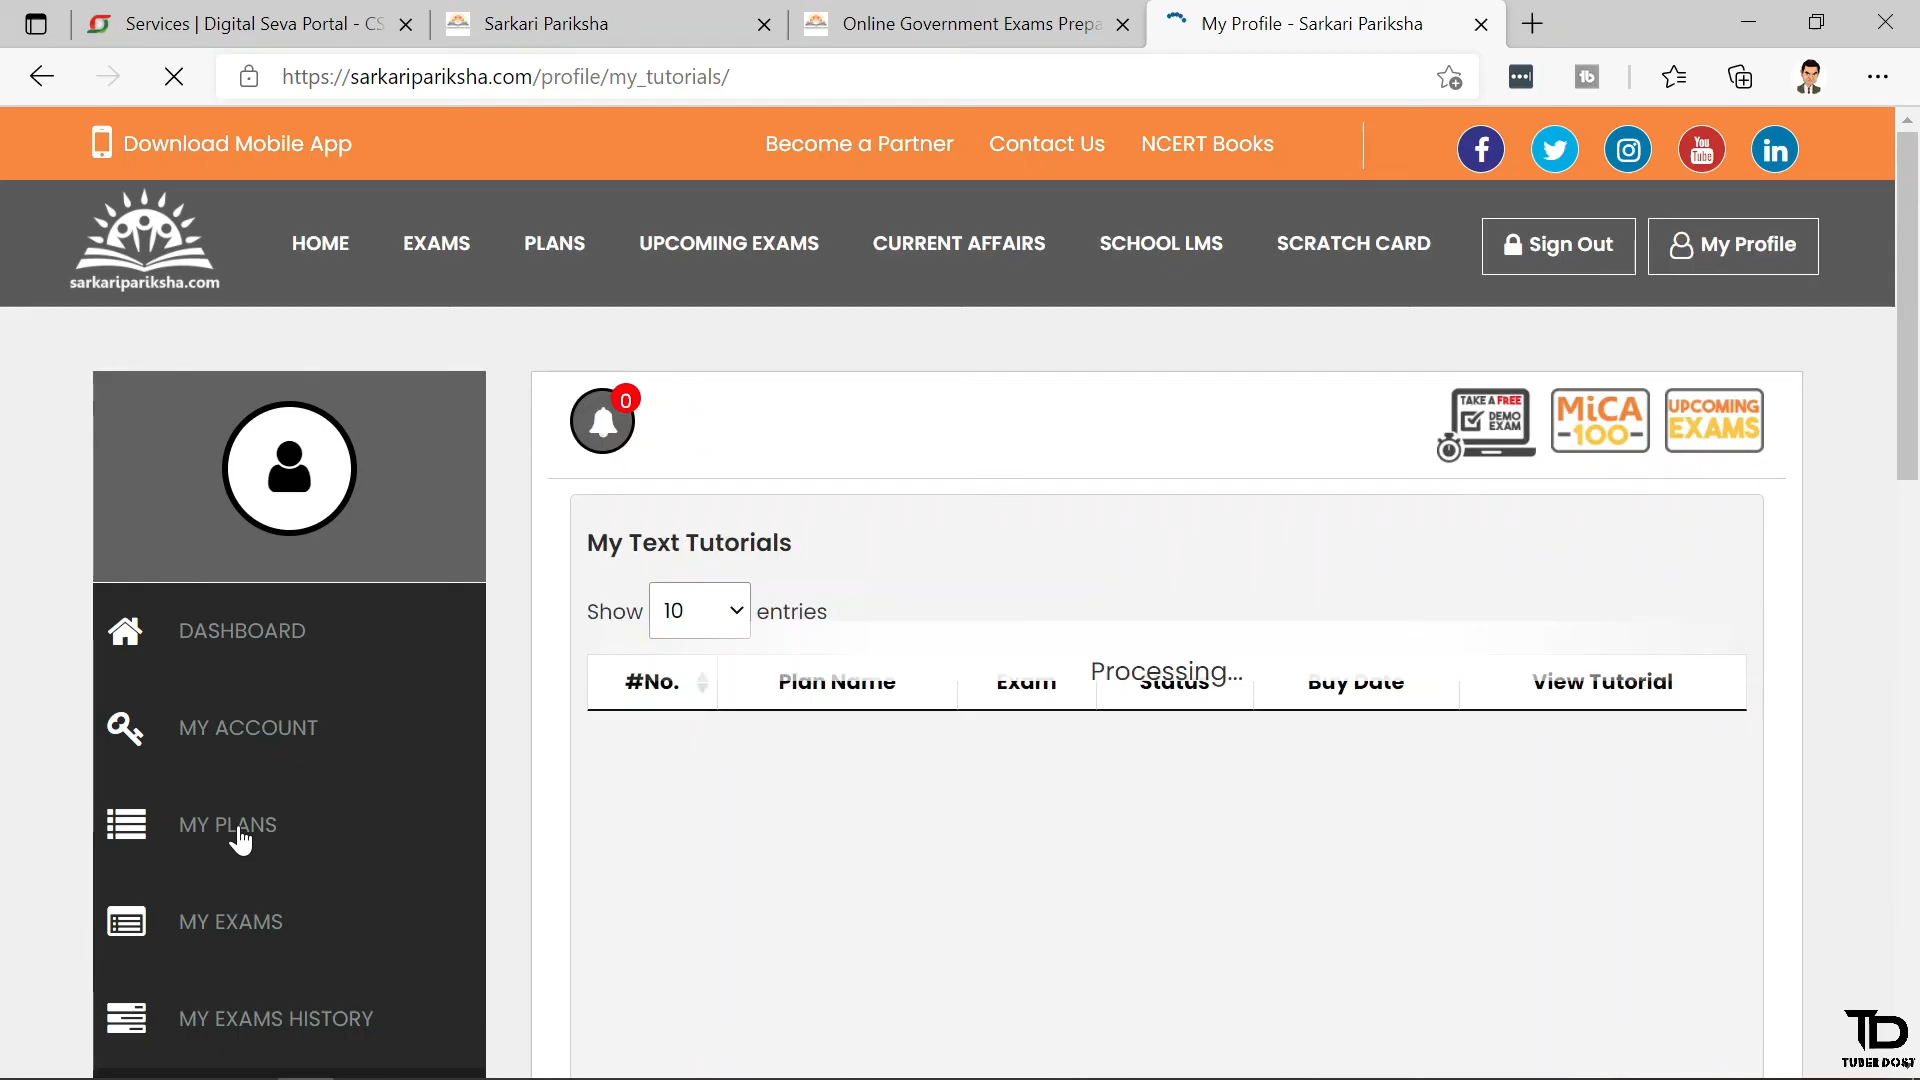 Services | Digital Seva Portal - CS
Sarkari Pariksha
Online Government Exams Prepa
My Profile - Sarkari Pariksha
https://sarkaripariksha.com/profile/my_tutorials/
Download Mobile App
Become a Partner
Contact Us
NCERT Books
You Tube
in
sarkaripariksha.com
HOME
EXAMS
PLANS
UPCOMING EXAMS
CURRENT AFFAIRS
SCHOOL LMS
SCRATCH CARD
Sign Out
My Profile
0
TAKE A FREE
DEMO
EXAM
MiCA
-100-
UPCOMING
EXAMS
My Text Tutorials
Show 10 entries
Processing...
#No.
Plan Name
Exam
Status
Buy Date
View Tutorial
DASHBOARD
MY ACCOUNT
MY PLANS
MY EXAMS
MY EXAMS HISTORY
TD
TUBER DOST